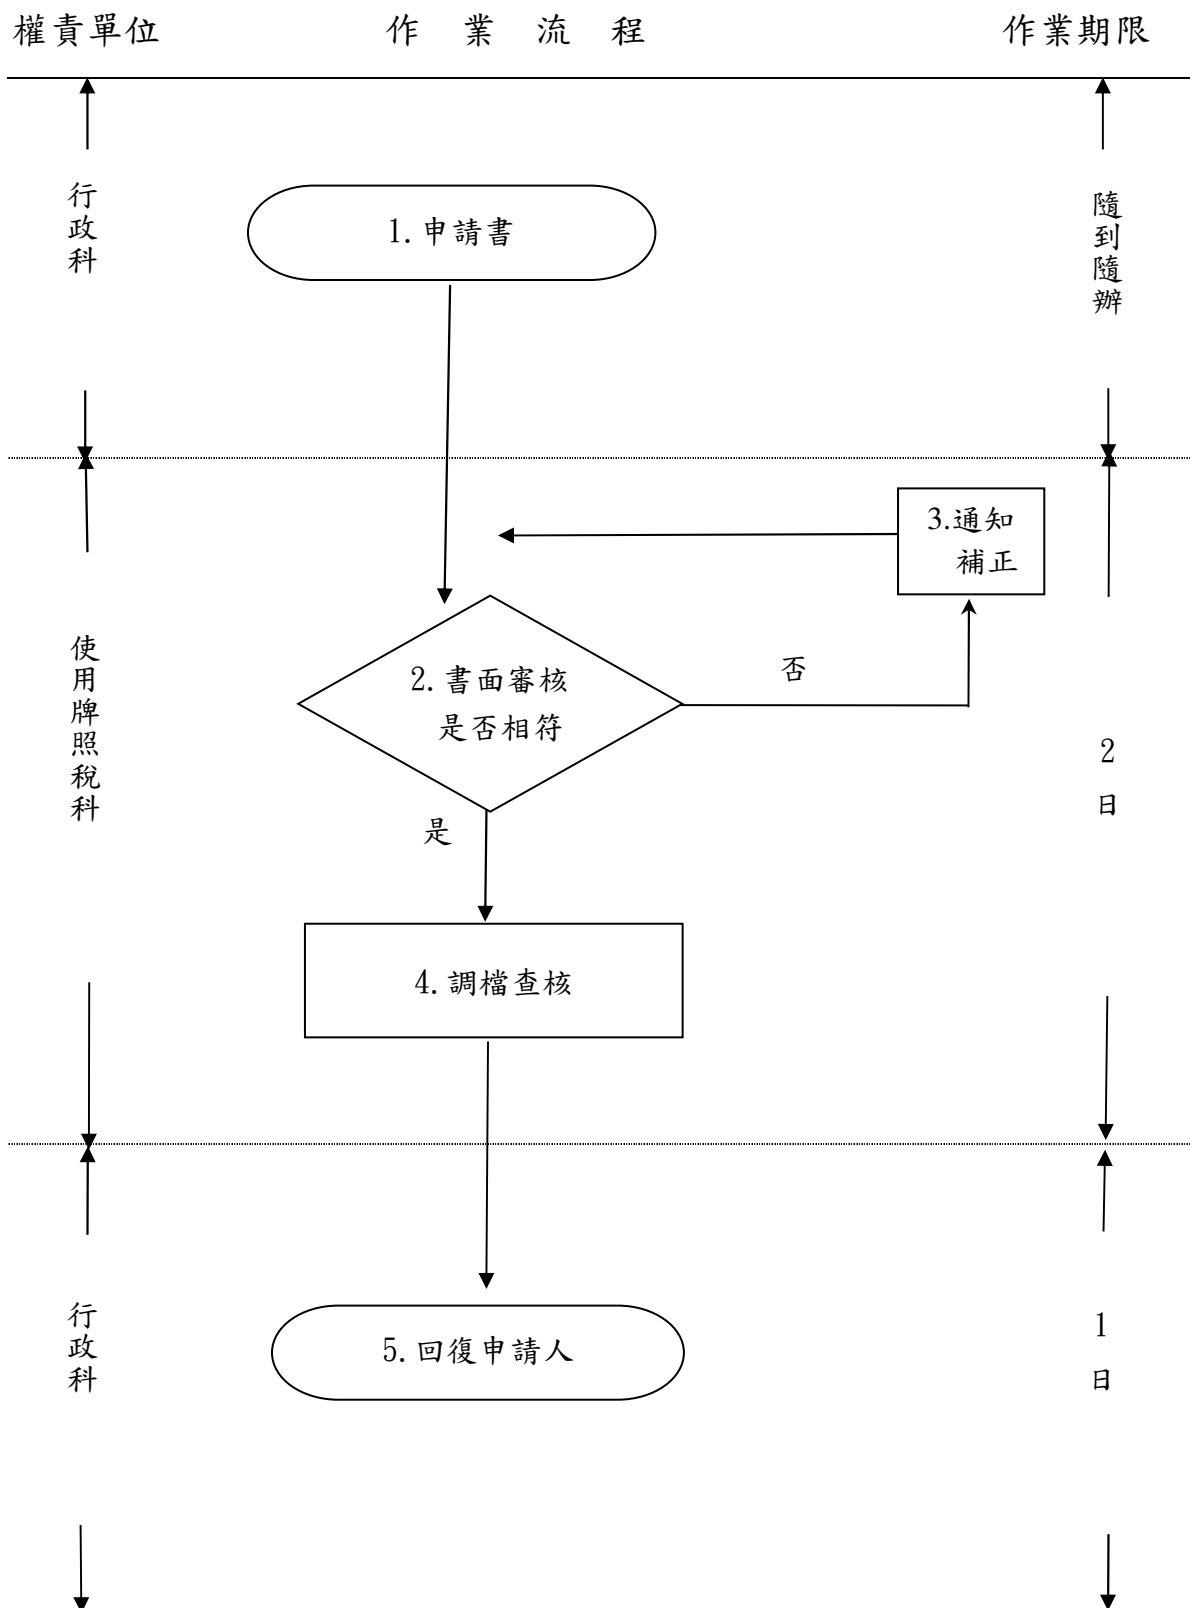 權責單位 作業流程 作業期限
行政科
1.申請書
隨到隨辦
3.通知
補正
使用牌照稅科
2.書面審核
是否相符
否
2日
是
4.調檔查核
行政科
5.回復申請人
1日